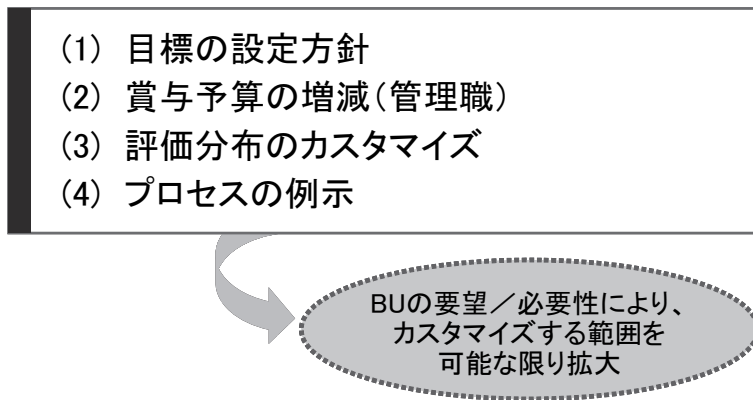 (1) 目標の設定方針
(2) 賞与予算の増減(管理職)
(3) 評価分布のカスタマイズ
(4) プロセスの例示
BUの要望／必要性により、
カスタマイズする範囲を
可能な限り拡大